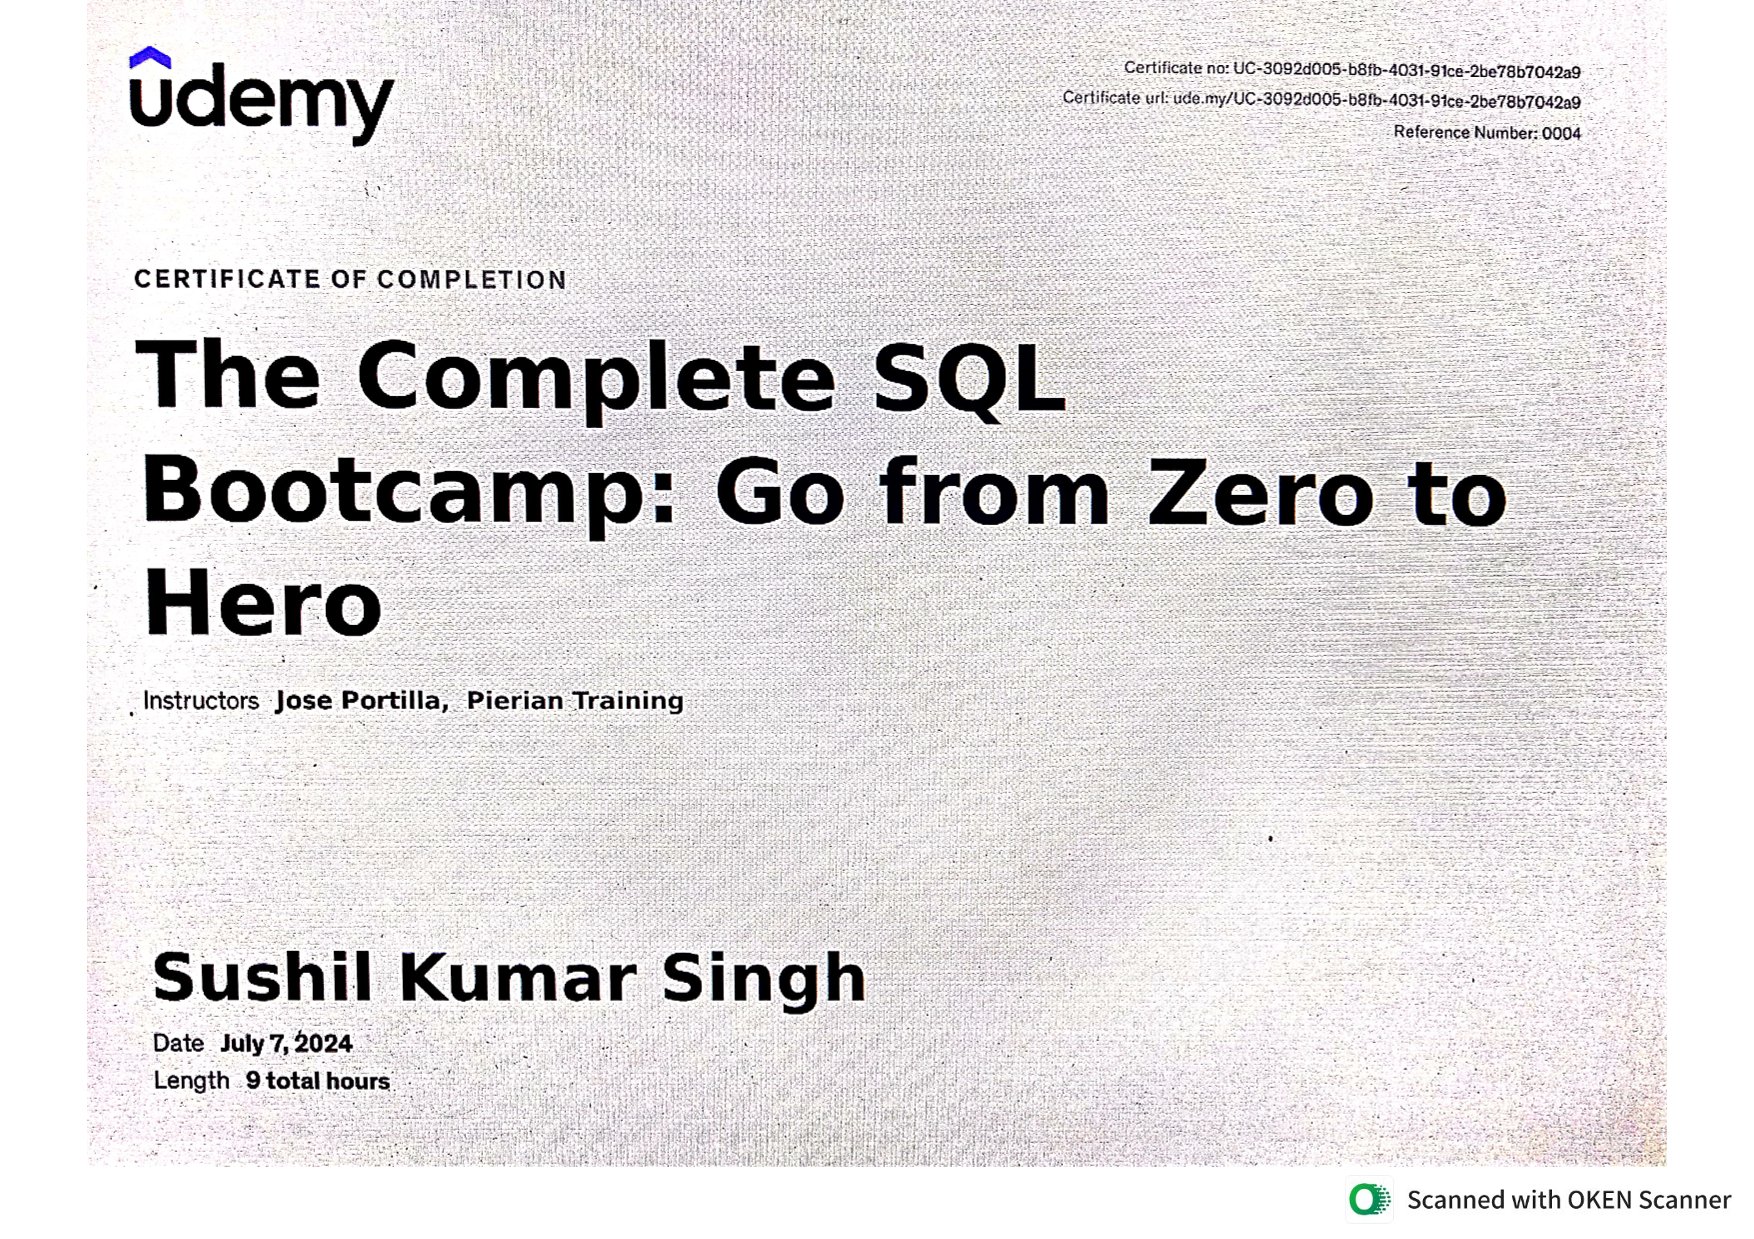 udemy
Certificate no: UC-3092d005-b8fb-4031-91ce-2be78b7042a9
Certificate url: ude.my/UC-3092d005-b8fb-4031-91ce-2be78b7042a9
Reference Number: 0004
CERTIFICATE OF COMPLETION
The Complete SQL
Bootcamp: Go from Zero to
Hero
Instructors Jose Portilla, Pierian Training
Sushil Kumar Singh
Date July 7, 2024
Length 9 total hours
Scanned with OKEN Scanner